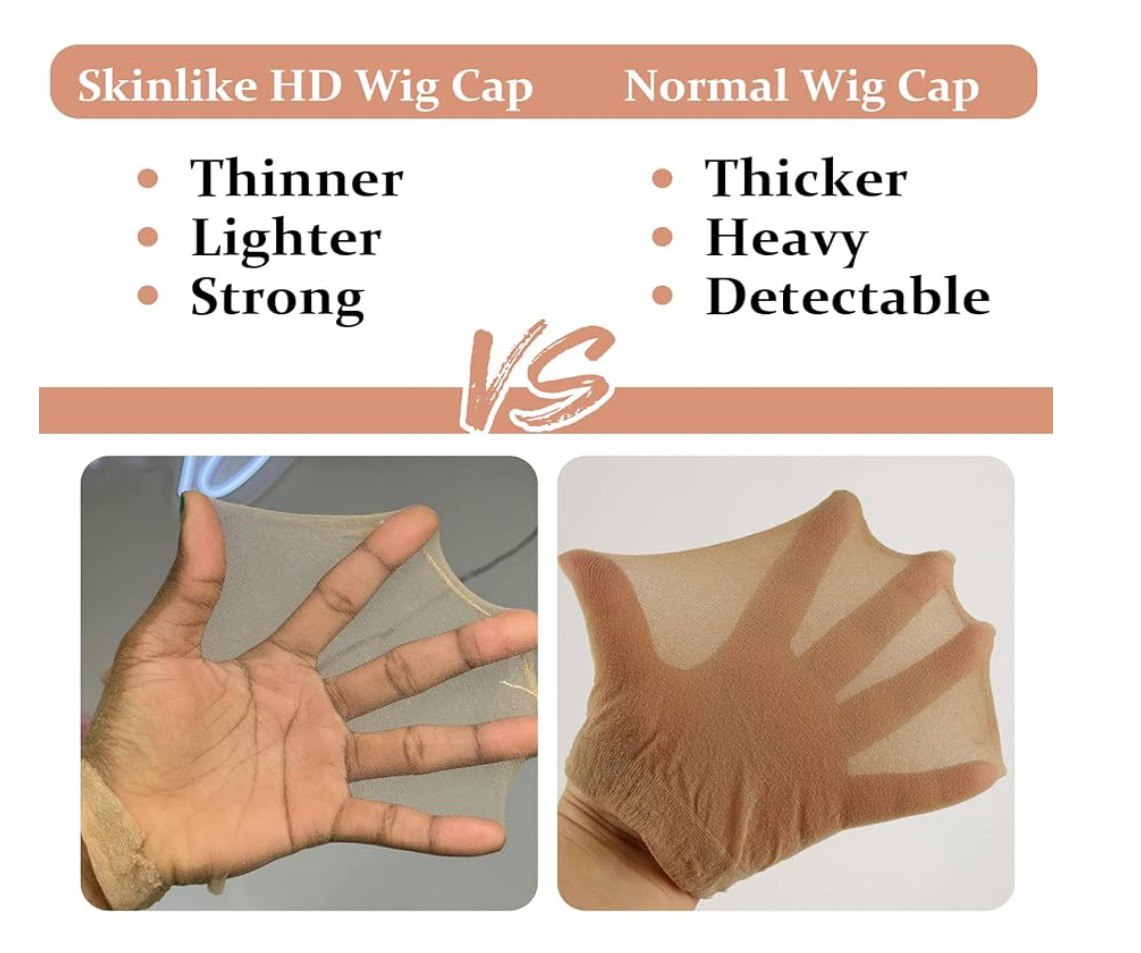 Skinlike HD Wig Cap
Normal Wig Cap
Thinner
Lighter
Strong
Thicker
Heavy
Detectable
VS